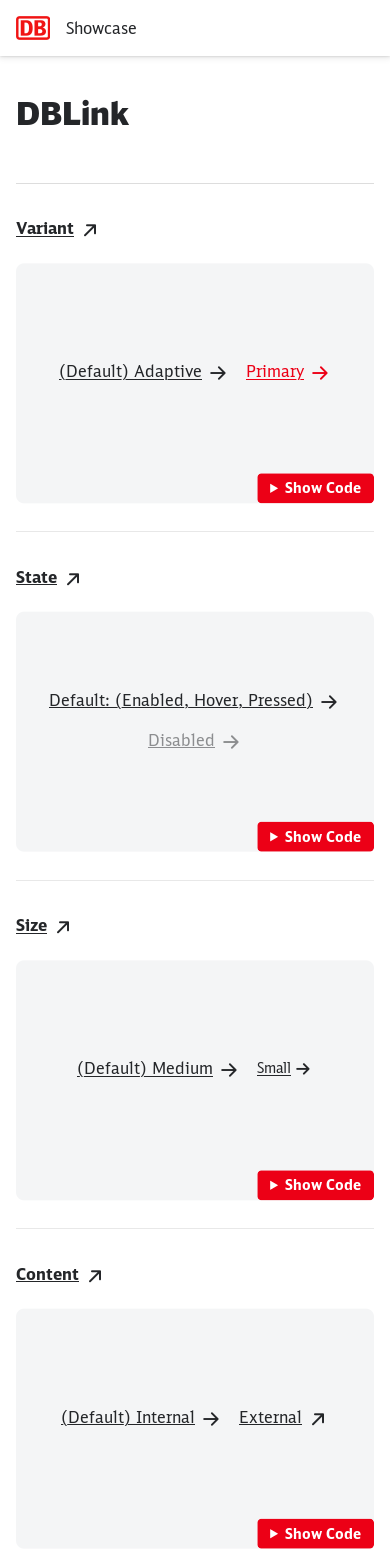 DB Showcase
DBLink
Variant
(Default) Adaptive Primary
Show Code
State
Default: (Enabled, Hover, Pressed)
Disabled
Show Code
Size
(Default) Medium Small
Show Code
Content
(Default) Internal External
Show Code